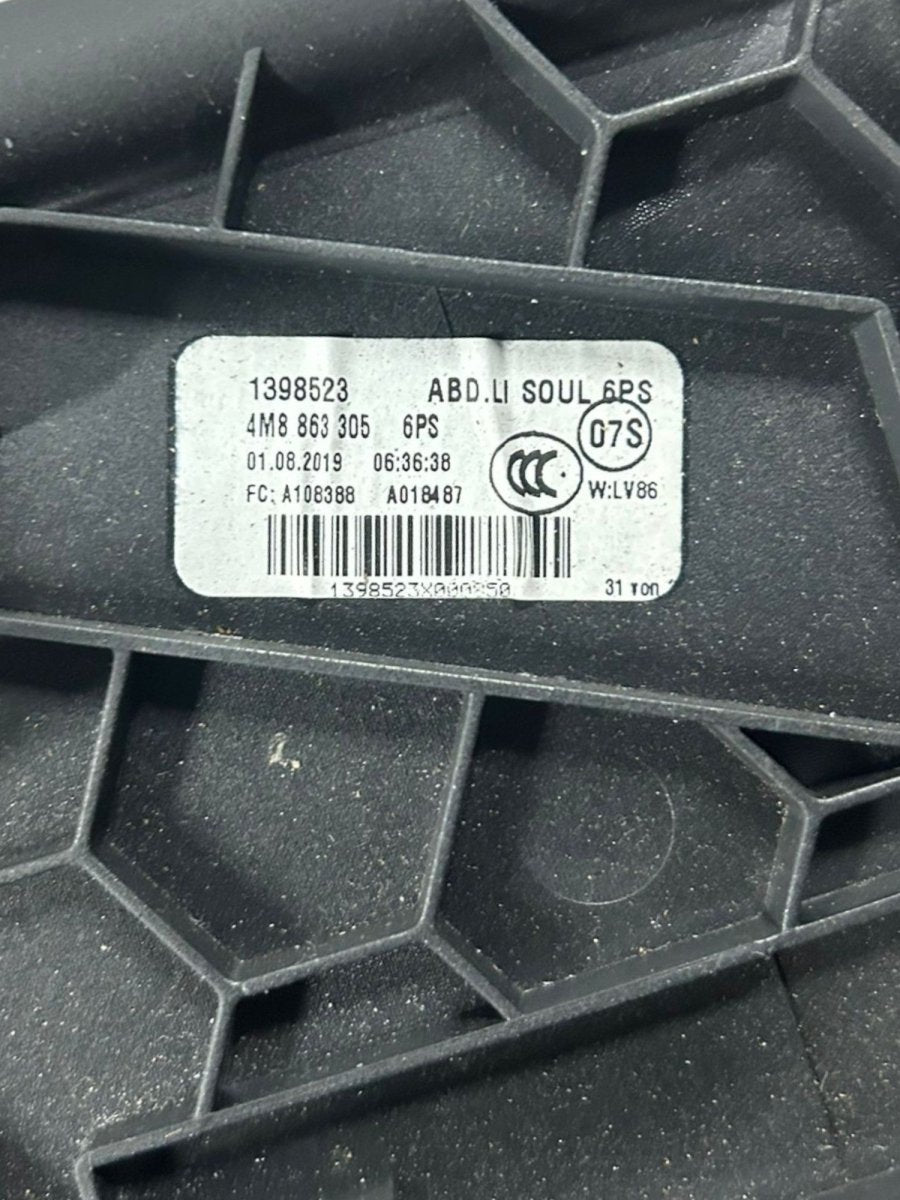 1398523 ABD.LI SOUL 6PS
4M8 863 305 6PS
07S
01.08.2019 06:36:38
CCC
FC: A108388 A018487
W:LV86
31 von